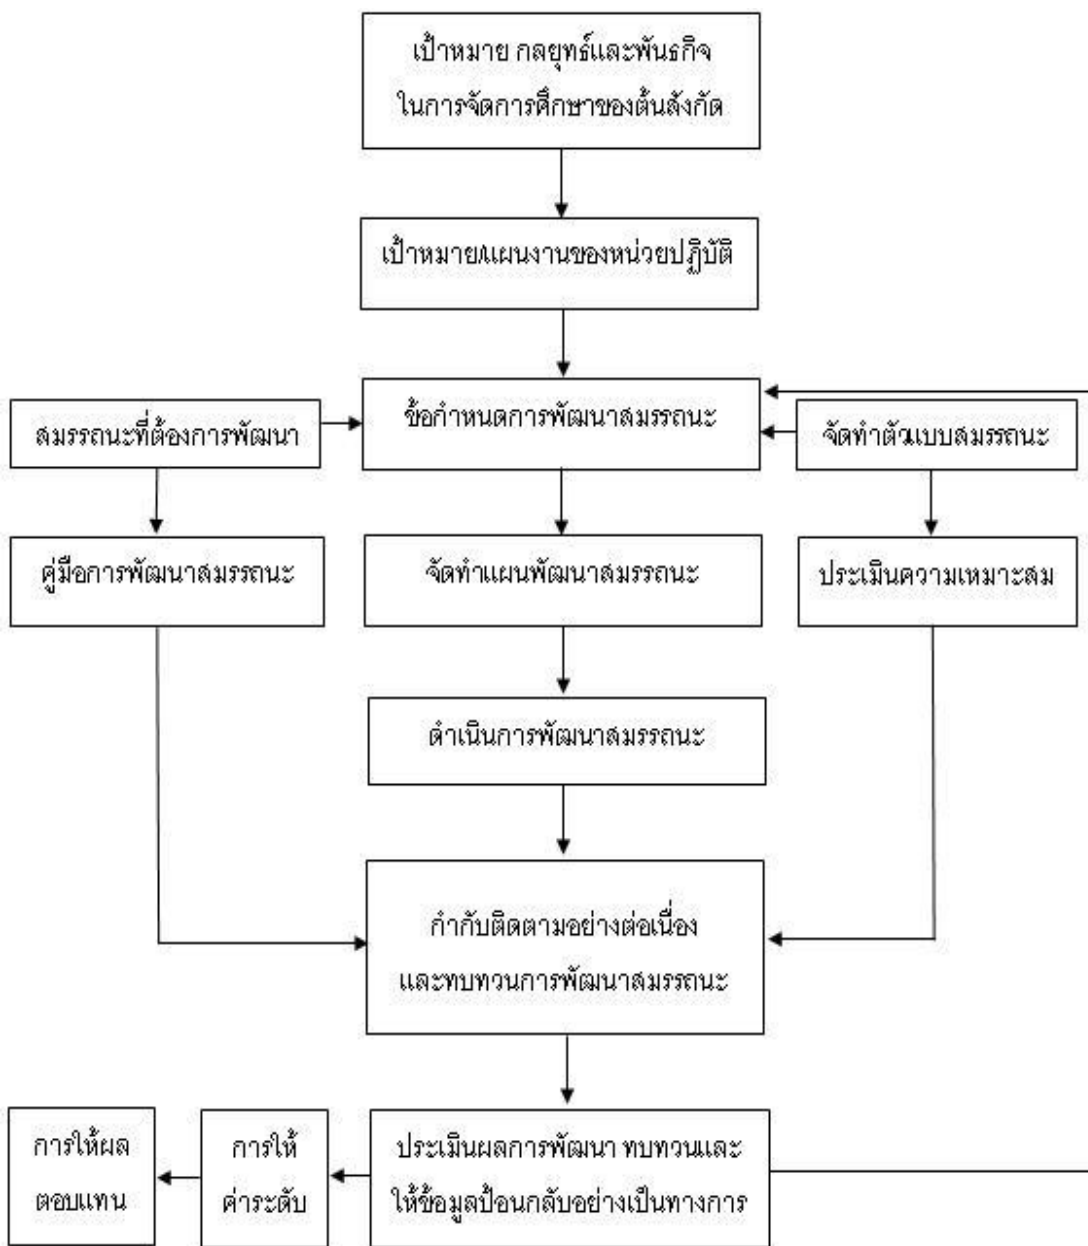 เป้าหมาย กลยุทธ์และพันธกิจ
ในการจัดการศึกษาของต้นสังกัด
เป้าหมาย/แผนงานของหน่วยปฏิบัติ
ข้อกำหนดการพัฒนาสมรรถนะ
สมรรถนะที่ต้องการพัฒนา
จัดทำตัวแบบสมรรถนะ
คู่มือการพัฒนาสมรรถนะ
จัดทำแผนพัฒนาสมรรถนะ
ประเมินความเหมาะสม
ดำเนินการพัฒนาสมรรถนะ
กำกับติดตามอย่างต่อเนื่อง
และทบทวนการพัฒนาสมรรถนะ
การให้ผล
ตอบแทน
การให้
ค่าระดับ
ประเมินผลการพัฒนา ทบทวนและ
ให้ข้อมูลป้อนกลับอย่างเป็นทางการ